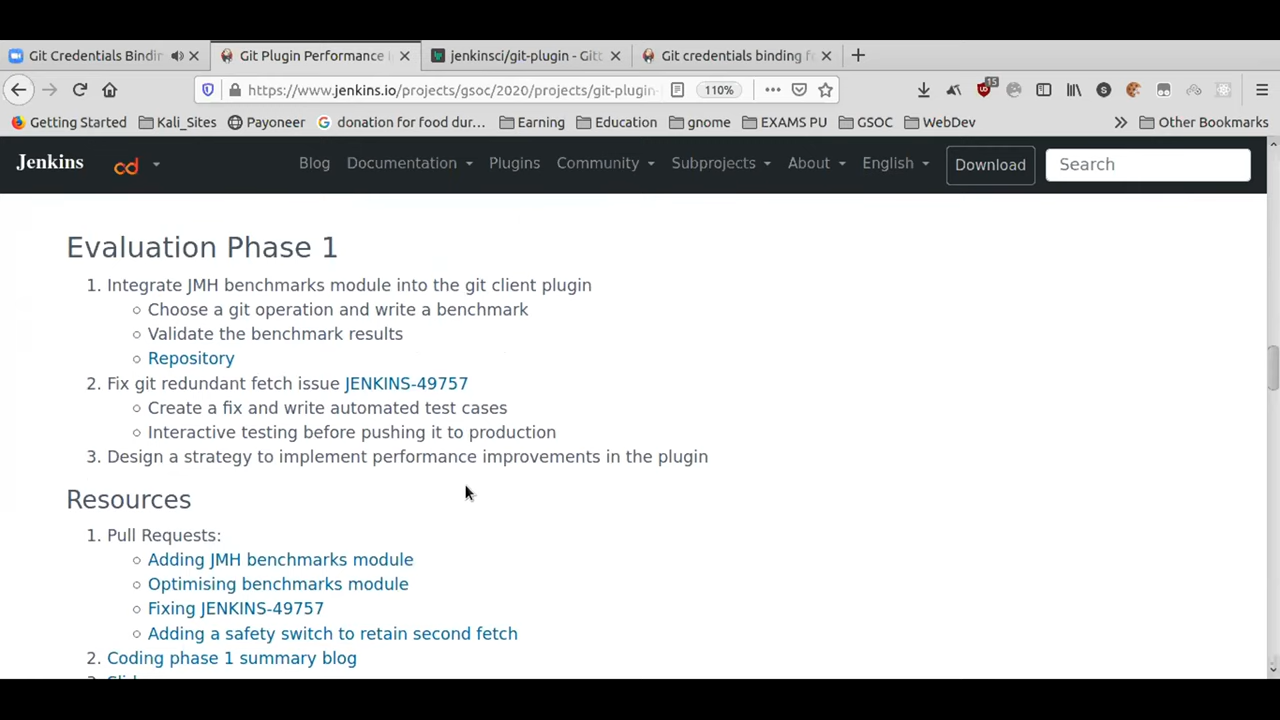 Git Credentials Bindin
Git Plugin Performance I
jenkinsci/git-plugin - Gitt
Git credentials binding f
https://www.jenkins.io/projects/gsoc/2020/projects/git-plugin-
110%
15
Getting Started
Kali_Sites
Payoneer
donation for food dur...
Earning
Education
gnome
EXAMS PU
GSOC
WebDev
Other Bookmarks
Jenkins
cd
Blog
Documentation
Plugins
Community
Subprojects
About
English
Download
Search
Evaluation Phase 1
1. Integrate JMH benchmarks module into the git client plugin
Choose a git operation and write a benchmark
Validate the benchmark results
Repository
2. Fix git redundant fetch issue JENKINS-49757
Create a fix and write automated test cases
Interactive testing before pushing it to production
3. Design a strategy to implement performance improvements in the plugin
Resources
1. Pull Requests:
Adding JMH benchmarks module
Optimising benchmarks module
Fixing JENKINS-49757
Adding a safety switch to retain second fetch
2. Coding phase 1 summary blog